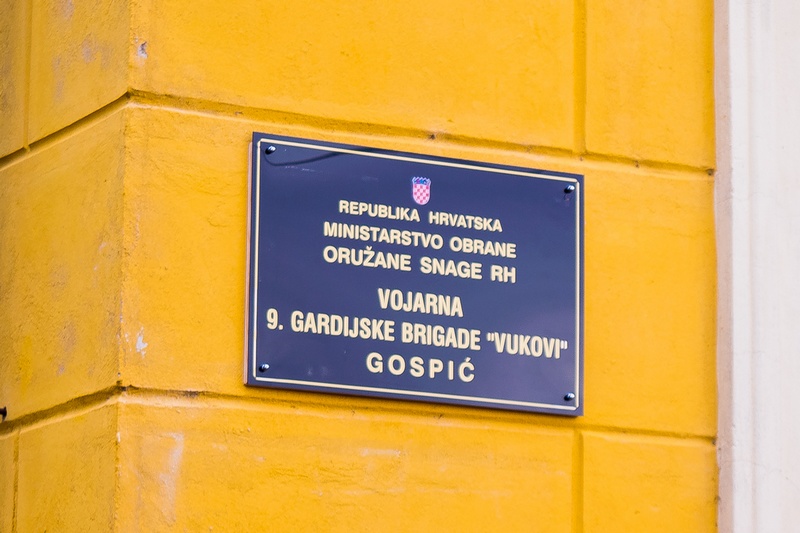 REPUBLIKA HRVATSKA
MINISTARSTVO OBRANE
ORUŽANE SNAGE RH
VOJARNA
9. GARDIJSKE BRIGADE "VUKOVI"
GOSPIĆ